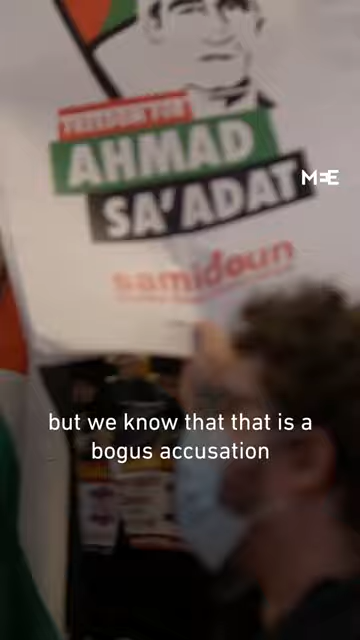 FREEDOM FOR
AHMAD
SA'ADAT
MEE
samidoun
but we know that that is a
bogus accusation